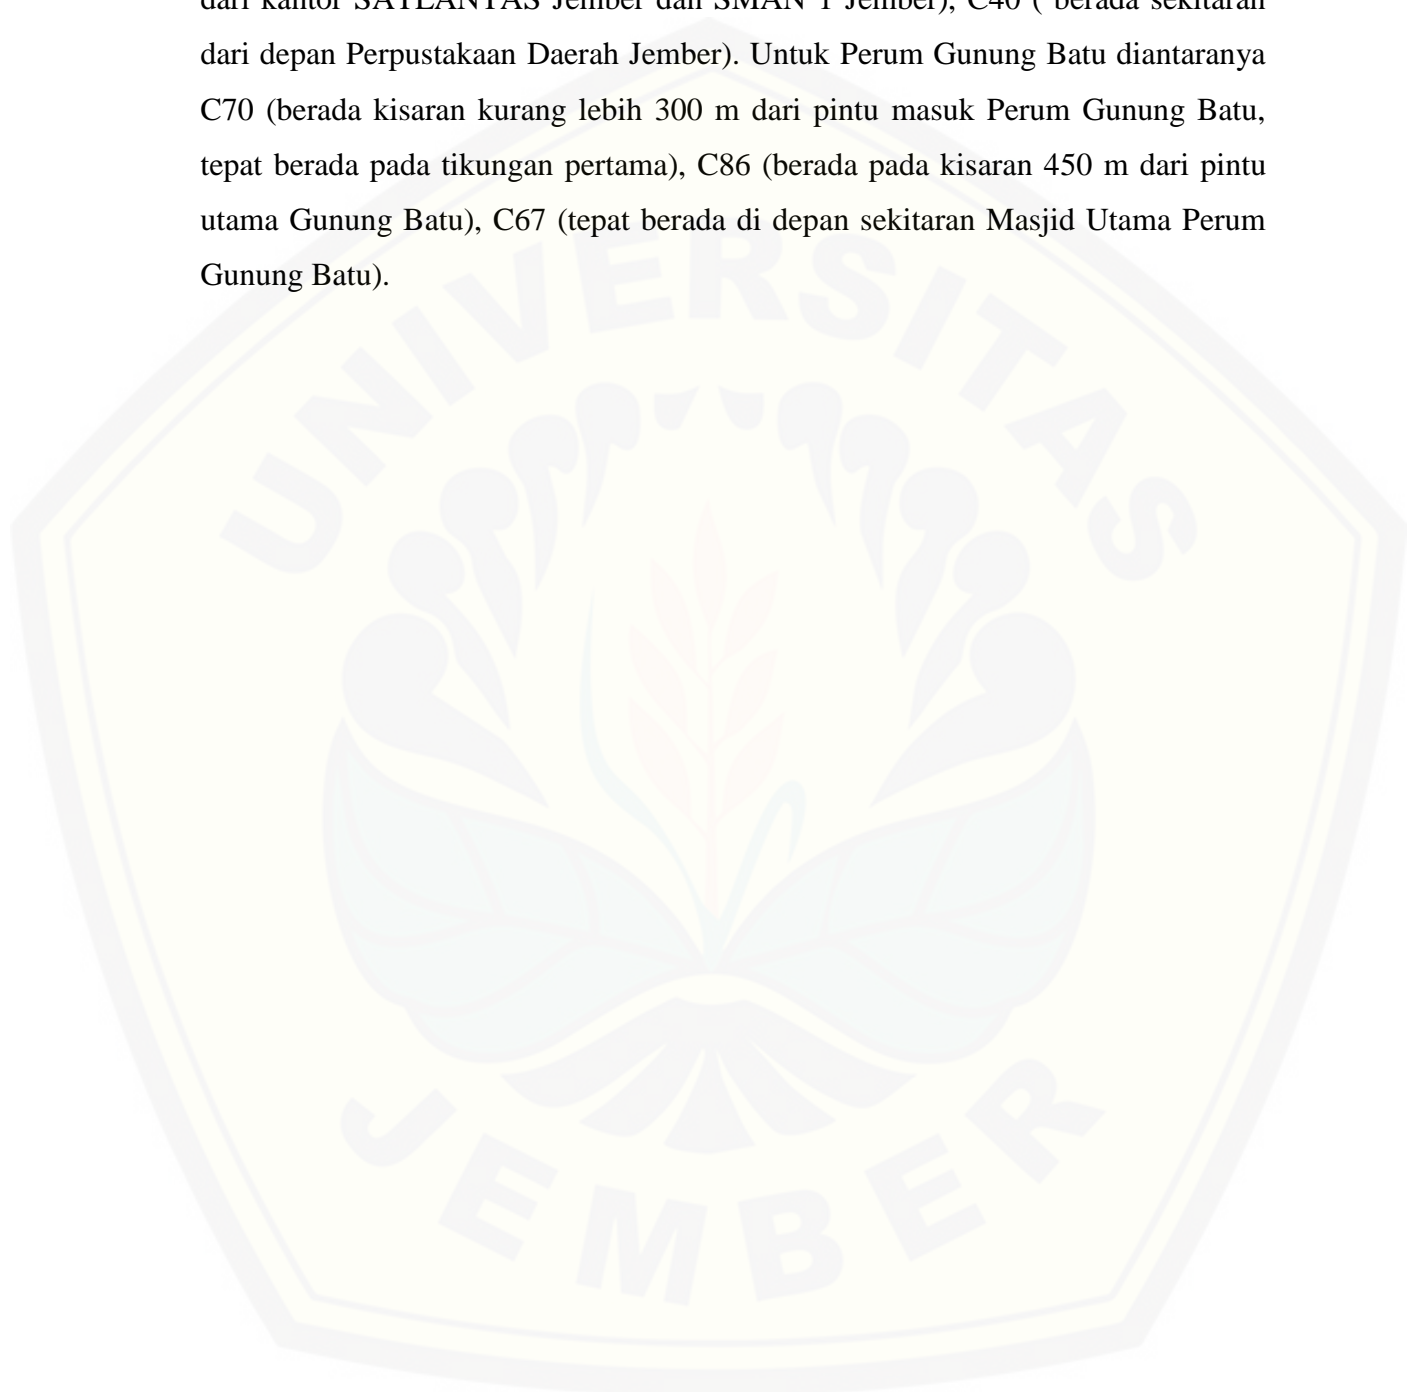 dari kantor SATLANTAS Jember dan SMAN 1 Jember), C40 ( berada sekitaran
dari depan Perpustakaan Daerah Jember). Untuk Perum Gunung Batu diantaranya
C70 (berada kisaran kurang lebih 300 m dari pintu masuk Perum Gunung Batu,
tepat berada pada tikungan pertama), C86 (berada pada kisaran 450 m dari pintu
utama Gunung Batu), C67 (tepat berada di depan sekitaran Masjid Utama Perum
Gunung Batu).
UNIVERSITAS
JEMBER